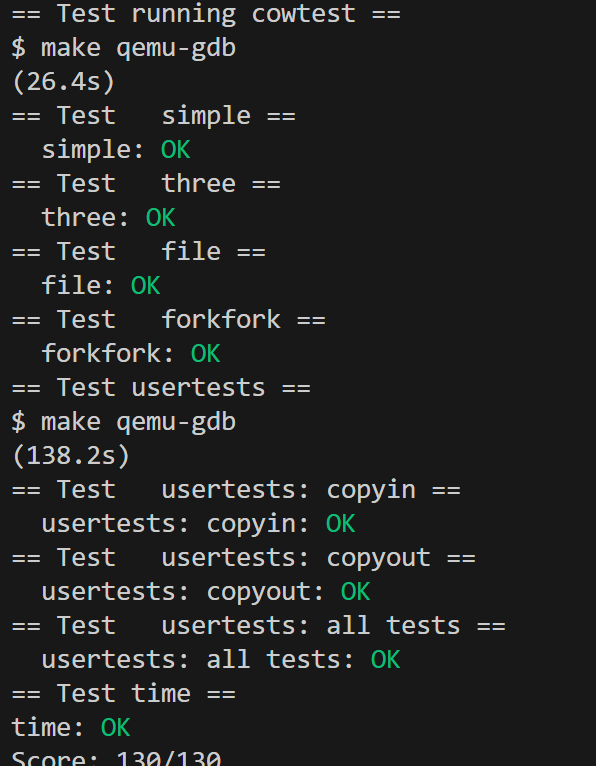 == Test running cowtest ==
$ make qemu-gdb
(26.4s)
== Test   simple ==
  simple: OK
== Test   three ==
  three: OK
== Test   file ==
  file: OK
== Test   forkfork ==
  forkfork: OK
== Test usertests ==
$ make qemu-gdb
(138.2s)
== Test   usertests: copyin ==
  usertests: copyin: OK
== Test   usertests: copyout ==
  usertests: copyout: OK
== Test   usertests: all tests ==
  usertests: all tests: OK
== Test time ==
time: OK
Score: 130/130